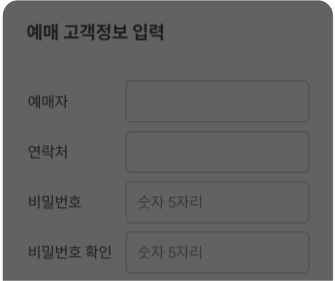 예매 고객정보 입력
예매자
연락처
비밀번호 숫자 5자리
비밀번호 확인 숫자 5자리